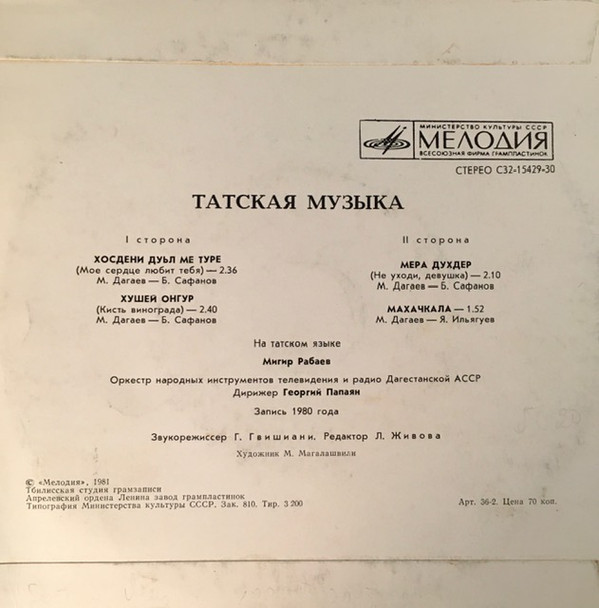 МИНИСТЕРСТВО КУЛЬТУРЫ СССР
МЕЛОДИЯ
ВСЕСОЮЗНАЯ ФИРМА ГРАМПЛАСТИНОК
СТЕРЕО С32-15429-30
ТАТСКАЯ МУЗЫКА
I сторона
ХОСДЕНИ ДУЬЛ МЕ ТУРЕ
(Мое сердце любит тебя) — 2.36
М. Дагаев — Б. Сафанов
ХУШЕЙ ОНГУР
(Кисть винограда) — 2.40
М. Дагаев — Б. Сафанов
II сторона
МЕРА ДУХДЕР
(Не уходи, девушка) — 2.10
М. Дагаев — Б. Сафанов
МАХАЧКАЛА — 1.52
М. Дагаев — Я. Ильягуев
На татском языке
Мигир Рабаев
Оркестр народных инструментов телевидения и радио Дагестанской АССР
Дирижер Георгий Папаян
Запись 1980 года
Звукорежиссер Г. Гвишиани. Редактор Л. Живова
Художник М. Магалашвили
© «Мелодия», 1981
Тбилисская студия грамзаписи
Апрелевский ордена Ленина завод грампластинок
Типография Министерства культуры СССР. Зак. 810. Тир. 3 200
Арт. 36-2. Цена 70 коп.